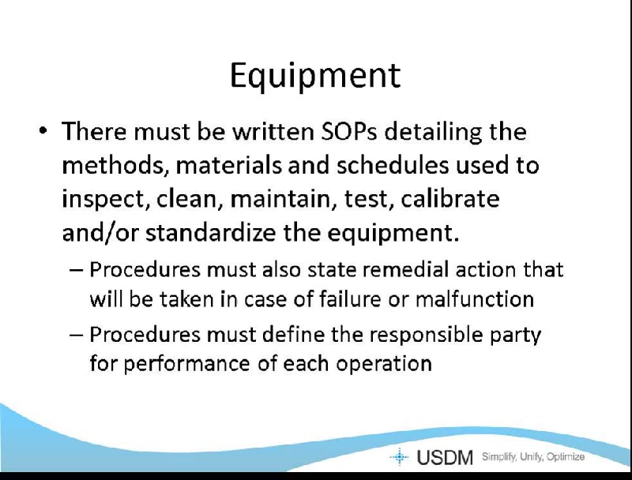 Equipment
• There must be written SOPs detailing the
methods, materials and schedules used to
inspect, clean, maintain, test, calibrate
and/or standardize the equipment.
– Procedures must also state remedial action that
will be taken in case of failure or malfunction
– Procedures must define the responsible party
for performance of each operation
USDM Simplify, Unify, Optimize